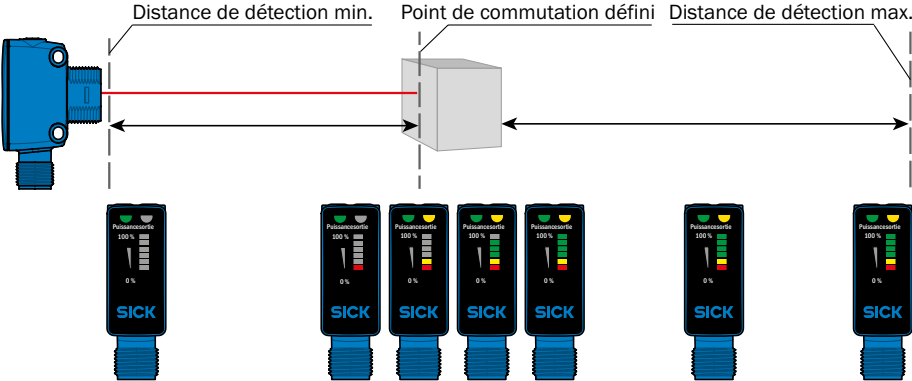 Distance de détection min. Point de commutation défini Distance de détection max.
Puissancesortie Puissancesortie Puissancesortie Puissancesortie Puissancesortie Puissancesortie Puissancesortie
100 % 100 % 100 % 100 % 100 % 100 % 100 %
0 % 0 % 0 % 0 % 0 % 0 % 0 %
SICK SICK SICK SICK SICK SICK SICK